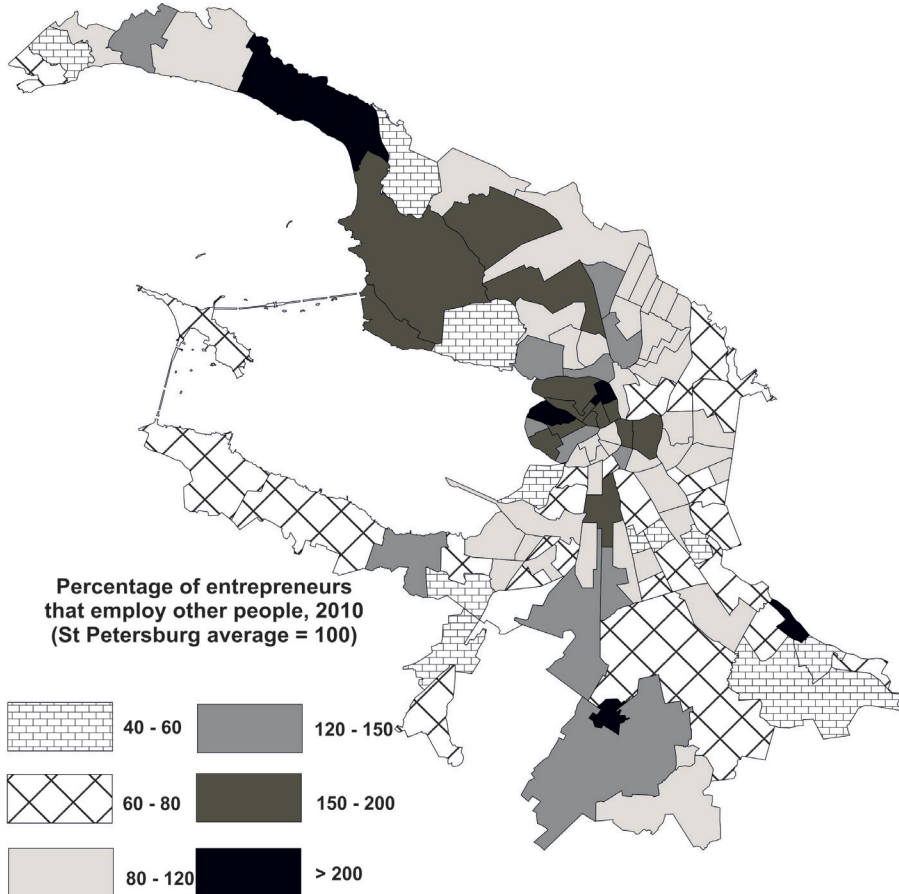 Percentage of entrepreneurs
that employ other people, 2010
(St Petersburg average = 100)
40 - 60
120 - 150
60 - 80
150 - 200
80 - 120
> 200